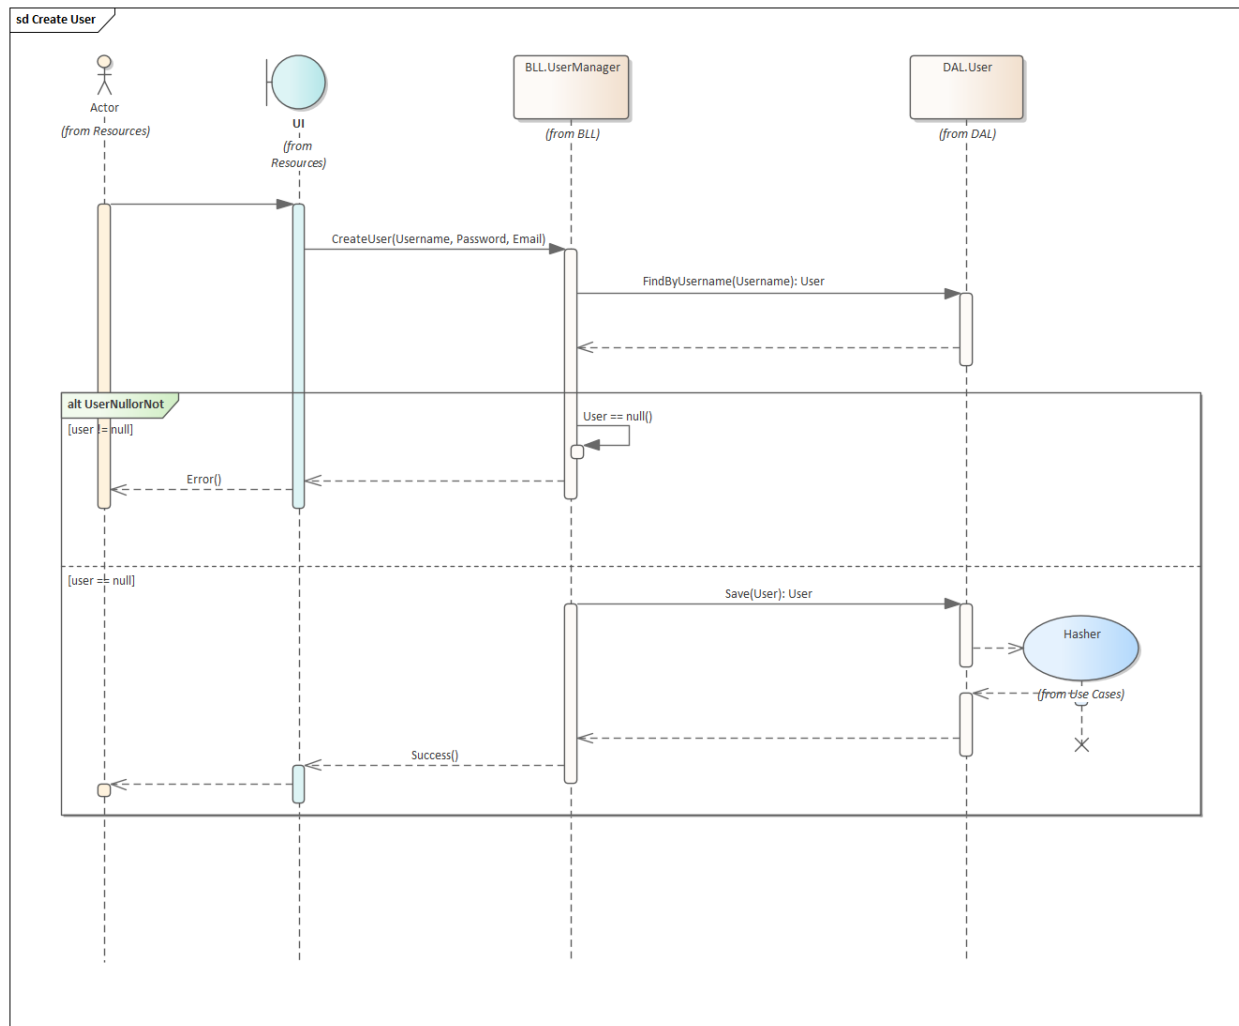 sd Create User
Actor
(from Resources)
UI
(from
Resources)
BLL.UserManager
(from BLL)
DAL.User
(from DAL)
CreateUser(Username, Password, Email)
FindByUsername(Username): User
alt UserNullorNot
[user != null]
User == null()
Error()
[user == null]
Save(User): User
Hasher
(from Use Cases)
Success()